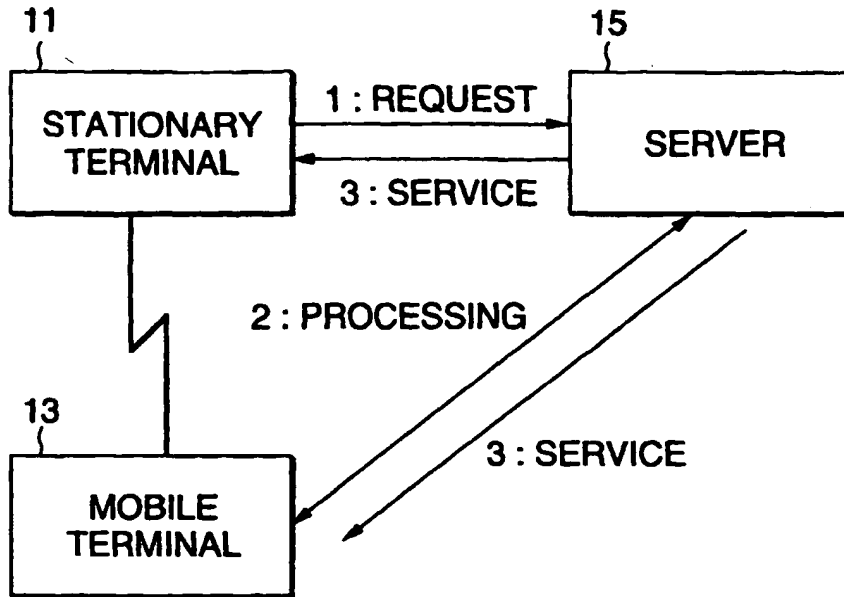 11
15
STATIONARY
TERMINAL
1 : REQUEST
SERVER
3 : SERVICE
2 : PROCESSING
13
3 : SERVICE
MOBILE
TERMINAL